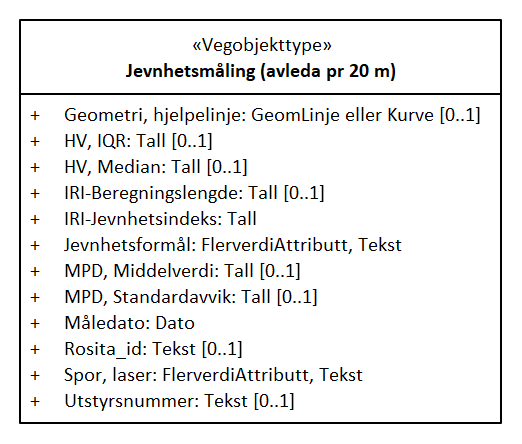 «Vegobjekttype»
Jevnhetsmåling (avleda pr 20 m)
+ Geometri, hjelpelinje: GeomLinje eller Kurve [0..1]
+ HV, IQR: Tall [0..1]
+ HV, Median: Tall [0..1]
+ IRI-Beregningslengde: Tall [0..1]
+ IRI-Jevnhetsindeks: Tall
+ Jevnhetsformål: FlerverdiAttributt, Tekst
+ MPD, Middelverdi: Tall [0..1]
+ MPD, Standardavvik: Tall [0..1]
+ Måledato: Dato
+ Rosita_id: Tekst [0..1]
+ Spor, laser: FlerverdiAttributt, Tekst
+ Utstyrsnummer: Tekst [0..1]